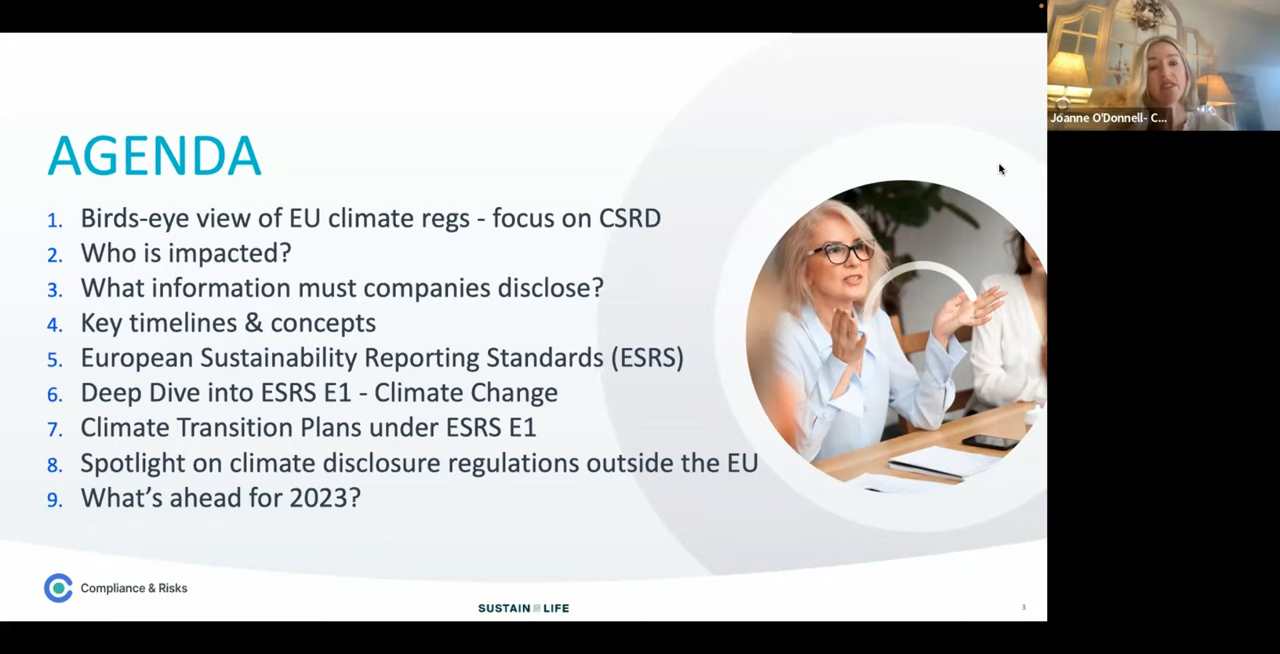 Joanne O'Donnell- C...
AGENDA
1. Birds-eye view of EU climate regs - focus on CSRD
2. Who is impacted?
3. What information must companies disclose?
4. Key timelines & concepts
5. European Sustainability Reporting Standards (ESRS)
6. Deep Dive into ESRS E1 - Climate Change
7. Climate Transition Plans under ESRS E1
8. Spotlight on climate disclosure regulations outside the EU
9. What's ahead for 2023?
Compliance & Risks
SUSTAIN LIFE
3